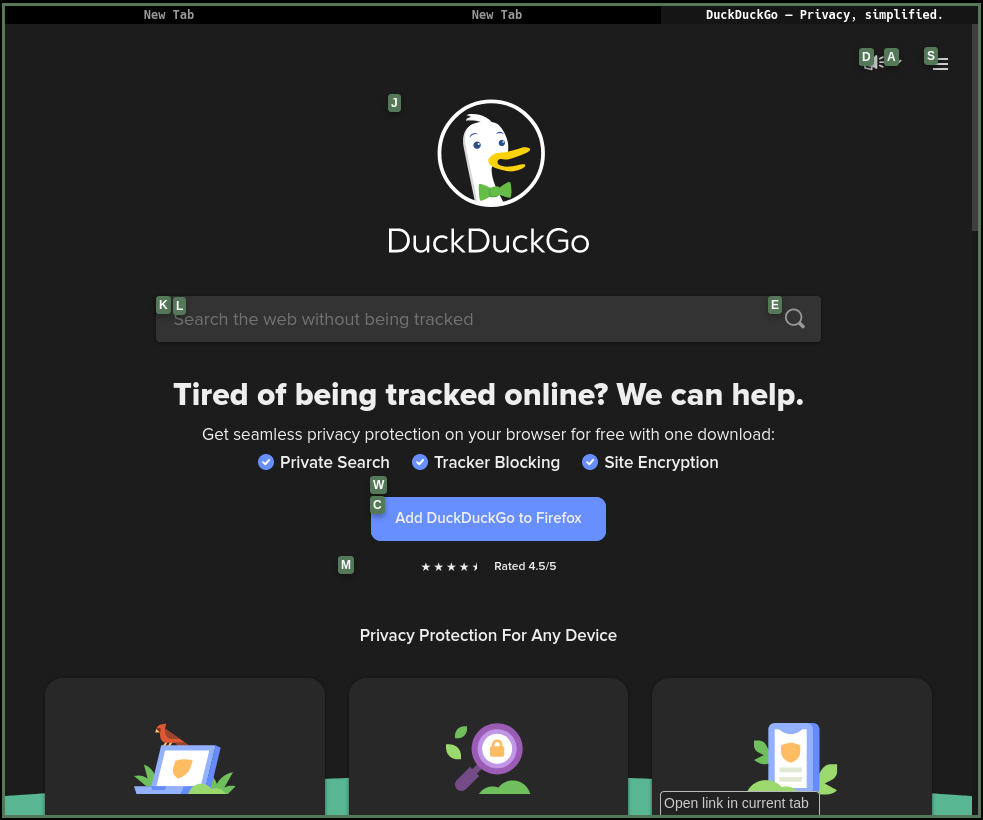 New Tab
New Tab
DuckDuckGo — Privacy, simplified.
D
A
S
J
DuckDuckGo
K
L
Search the web without being tracked
E
Tired of being tracked online? We can help.
Get seamless privacy protection on your browser for free with one download:
Private Search
Tracker Blocking
Site Encryption
W
C
Add DuckDuckGo to Firefox
M
Rated 4.5/5
Privacy Protection For Any Device
Open link in current tab